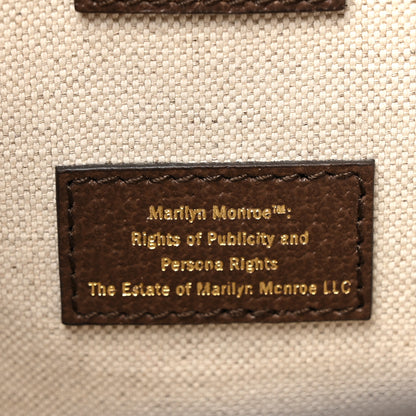 Marilyn Monroe™:
Rights of Publicity and
Persona Rights
The Estate of Marilyn Monroe LLC